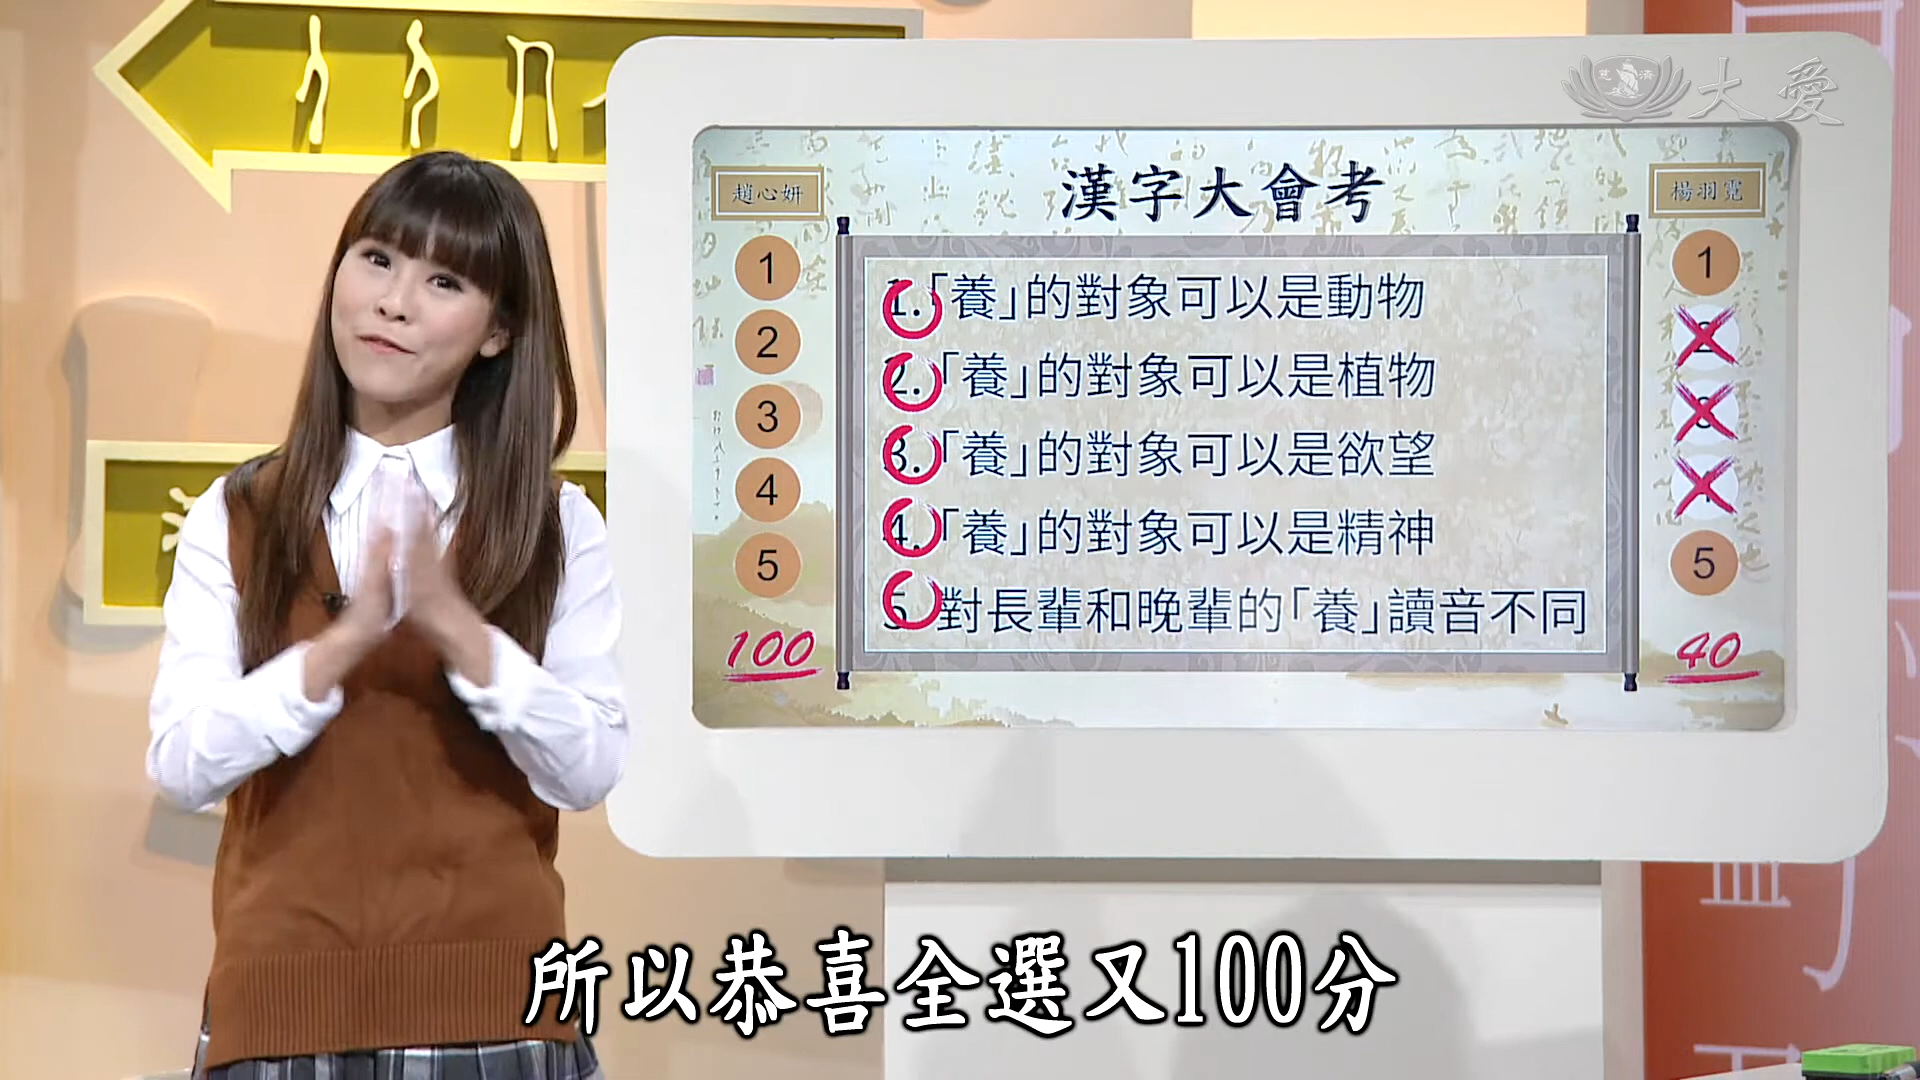 大愛
漢字大會考
趙心妍
1
2
3
4
5
100
1.「養」的對象可以是動物
2.「養」的對象可以是植物
3.「養」的對象可以是欲望
4.「養」的對象可以是精神
5.對長輩和晚輩的「養」讀音不同
楊羽霓
1
5
40
所以恭喜全選又100分